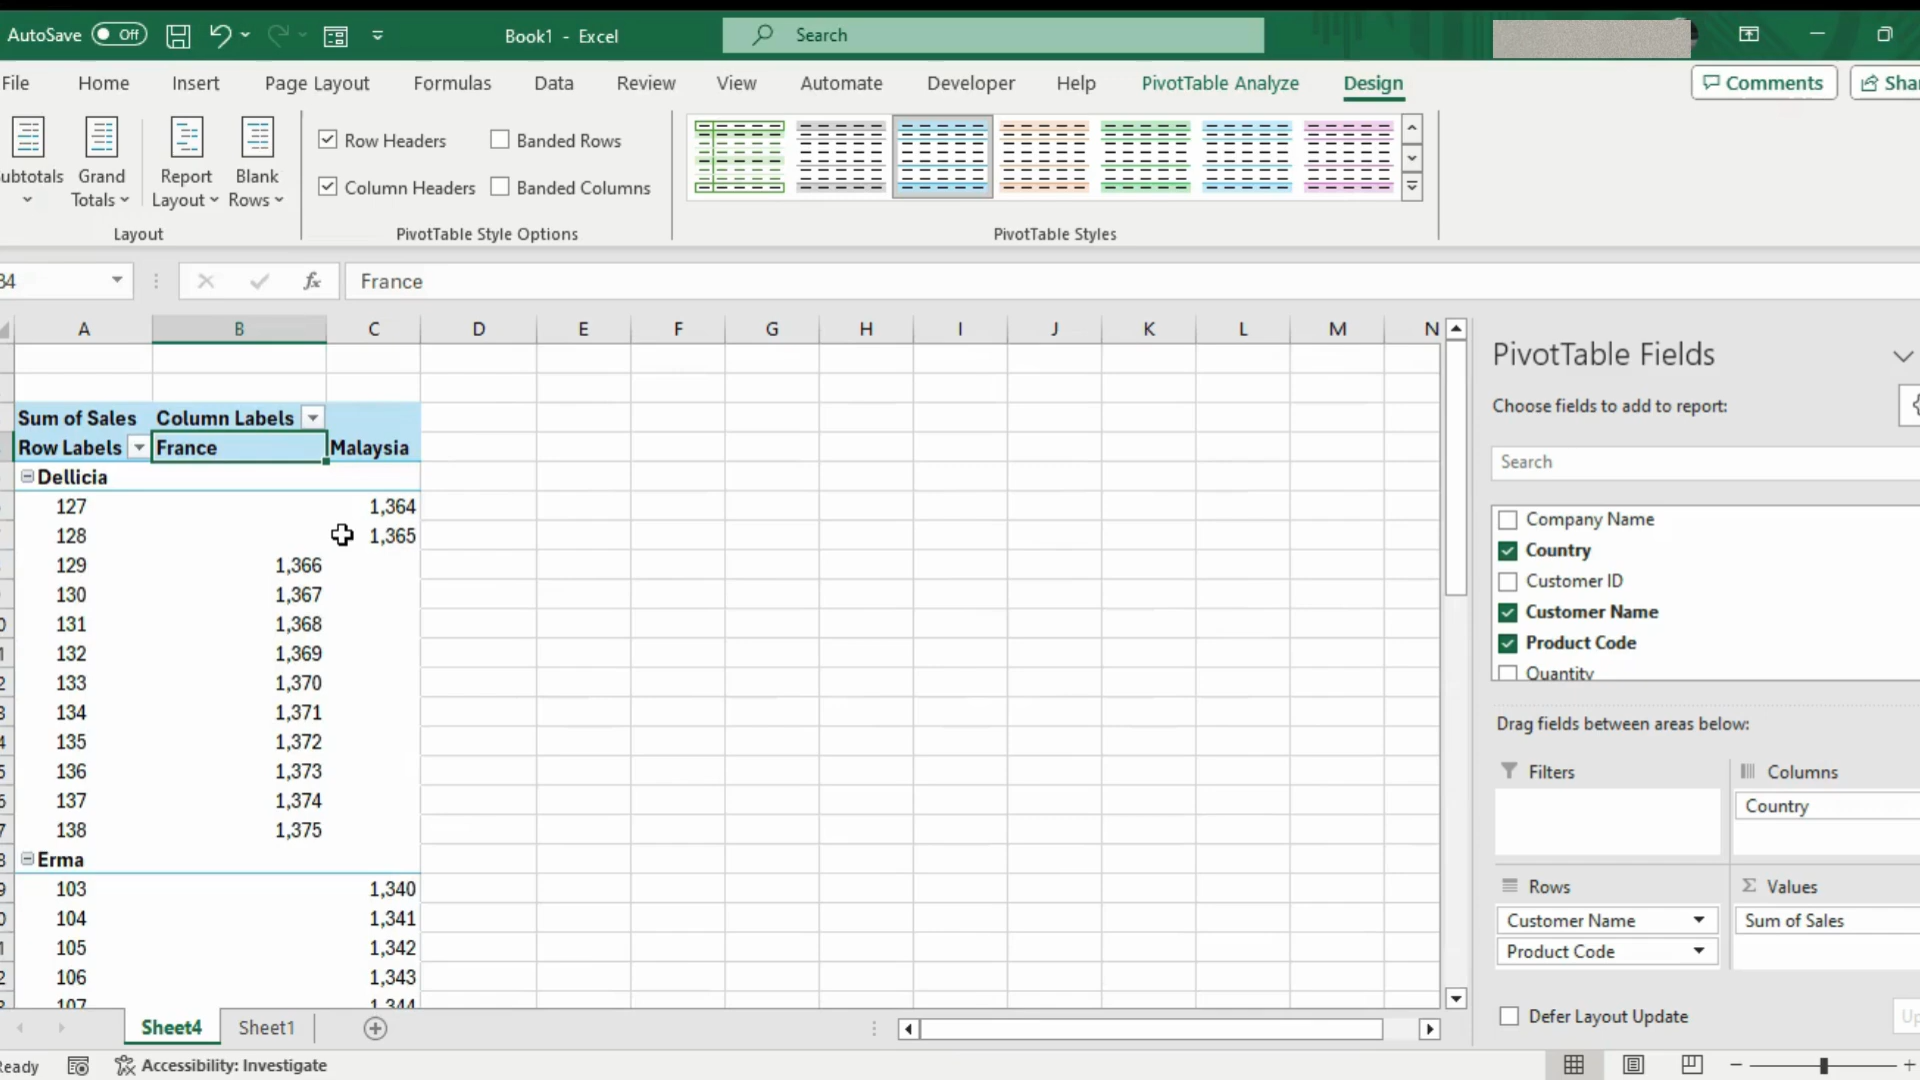 AutoSave Off Book1 - Excel Search
File Home Insert Page Layout Formulas Data Review View Automate Developer Help PivotTable Analyze Design Comments
Row Headers Banded Rows
Grand Report Blank
Totals Layout Rows
Column Headers Banded Columns
Layout PivotTable Style Options PivotTable Styles
fx France
A B C D E F G H I J K L M N
Sum of Sales Column Labels
Row Labels France Malaysia
Dellicia
127 1,364
128 1,365
129 1,366
130 1,367
131 1,368
132 1,369
133 1,370
134 1,371
135 1,372
136 1,373
137 1,374
138 1,375
Erma
103 1,340
104 1,341
105 1,342
106 1,343
107 1,344
PivotTable Fields
Choose fields to add to report:
Search
Company Name
Country
Customer ID
Customer Name
Product Code
Quantity
Drag fields between areas below:
Filters Columns
Country
Rows Values
Customer Name Sum of Sales
Product Code
Defer Layout Update
Sheet4 Sheet1
Accessibility: Investigate